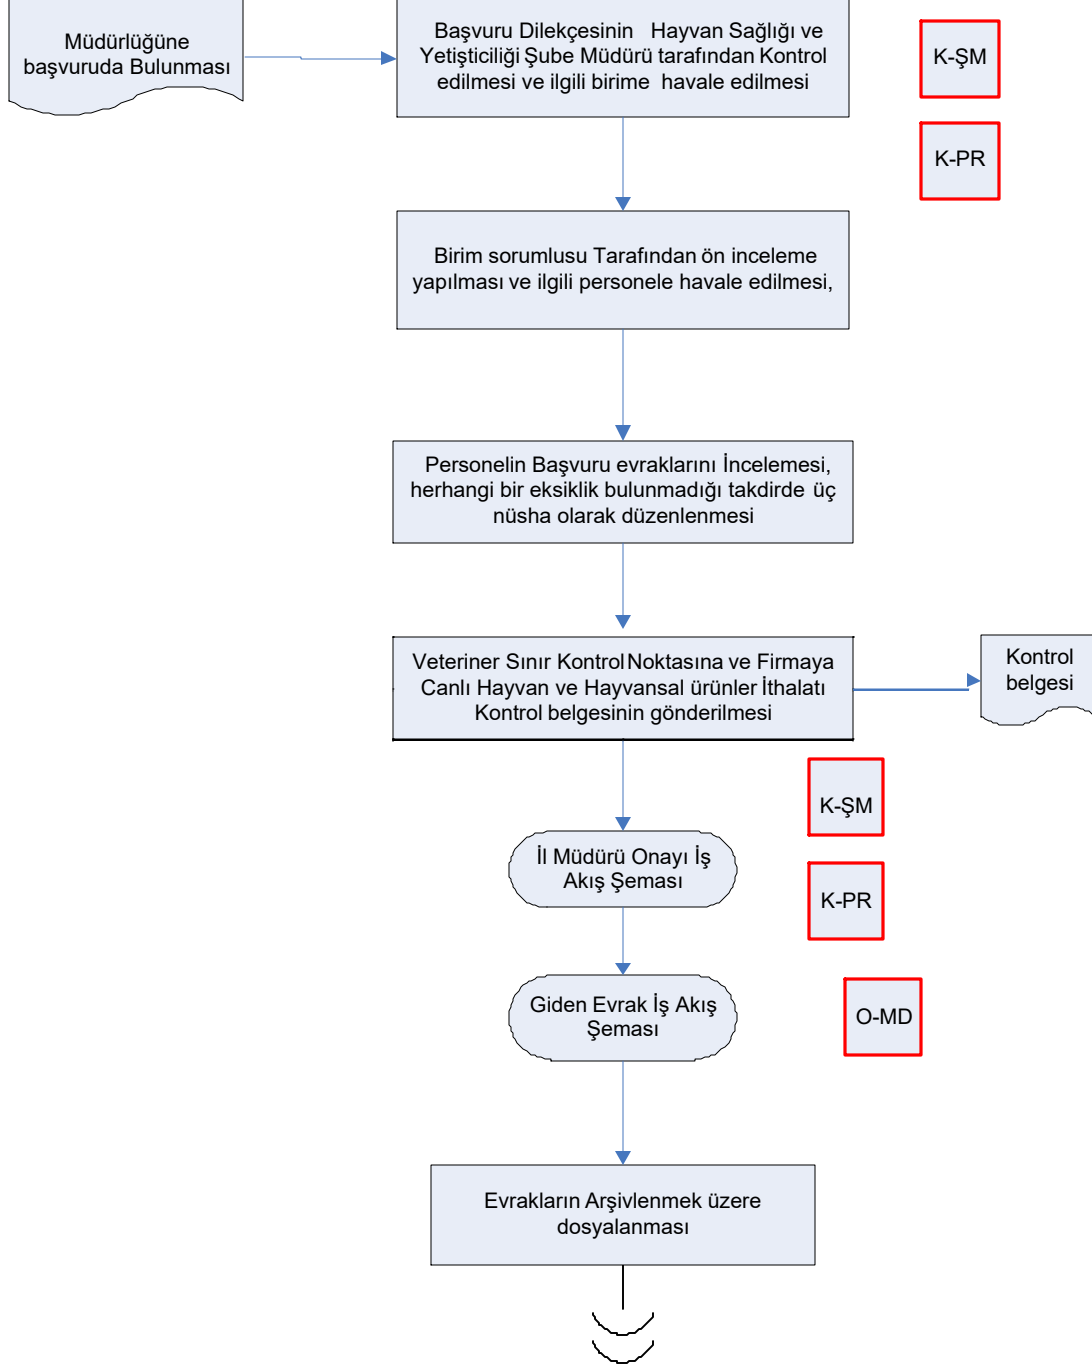 Müdürlüğüne
başvuruda Bulunması
Başvuru Dilekçesinin Hayvan Sağlığı ve
Yetişticiliği Şube Müdürü tarafından Kontrol
edilmesi ve ilgili birime havale edilmesi
K-ŞM
K-PR
Birim sorumlusu Tarafından ön inceleme
yapılması ve ilgili personele havale edilmesi,
Personelin Başvuru evraklarını İncelemesi,
herhangi bir eksiklik bulunmadığı takdirde üç
nüsha olarak düzenlenmesi
Veteriner Sınır Kontrol Noktasına ve Firmaya
Canlı Hayvan ve Hayvansal ürünler İthalatı
Kontrol belgesinin gönderilmesi
Kontrol
belgesi
K-ŞM
İl Müdürü Onayı İş
Akış Şeması
K-PR
Giden Evrak İş Akış
Şeması
O-MD
Evrakların Arşivlenmek üzere
dosyalanması